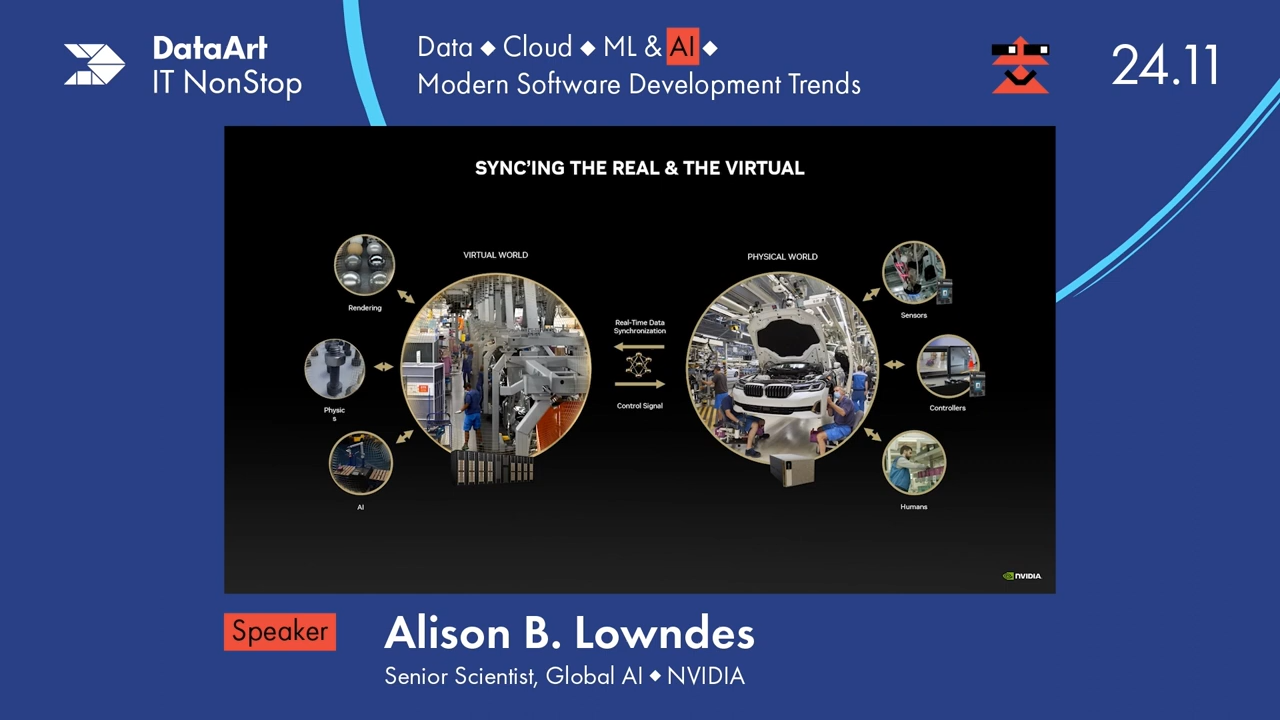 DataArt
IT NonStop
Data ◆ Cloud ◆ ML & AI ◆
Modern Software Development Trends
24.11
SYNC'ING THE REAL & THE VIRTUAL
VIRTUAL WORLD
PHYSICAL WORLD
Rendering
Physic
s
AI
Real-Time Data
Synchronization
Control Signal
Sensors
Controllers
Humans
NVIDIA
Speaker
Alison B. Lowndes
Senior Scientist, Global AI ◆ NVIDIA